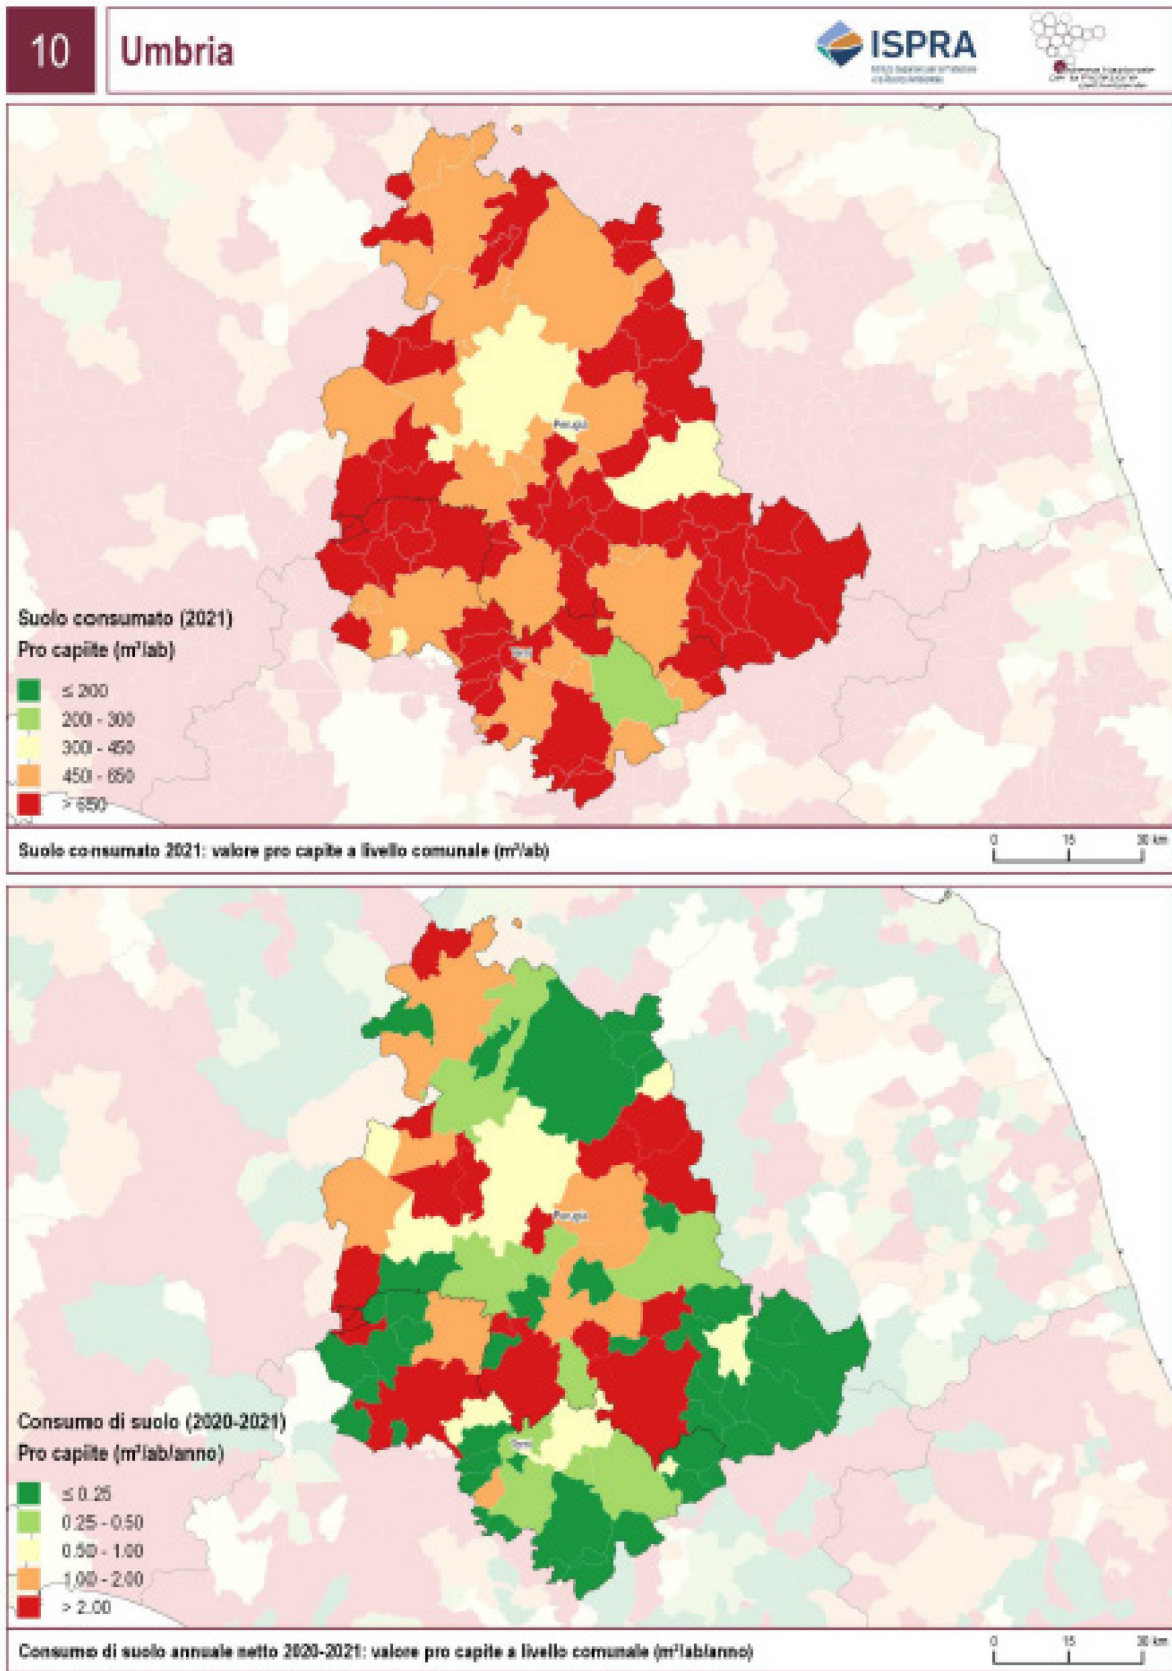 10
Umbria
ISPRA
Suolo consumato (2021)
Pro capiite (m²/ab)
≤ 200
200 - 300
300 - 450
450 - 650
> 650
Perugia
Terni
Suolo consumato 2021: valore pro capite a livello comunale (m²/ab)
0 15 30 km
Consumo di suolo (2020-2021)
Pro capiite (m²/ab/anno)
≤ 0.25
0.25 - 0.50
0.50 - 1.00
1.00 - 2.00
> 2.00
Perugia
Terni
Consumo di suolo annuale netto 2020-2021: valore pro capite a livello comunale (m²/ab/anno)
0 15 30 km